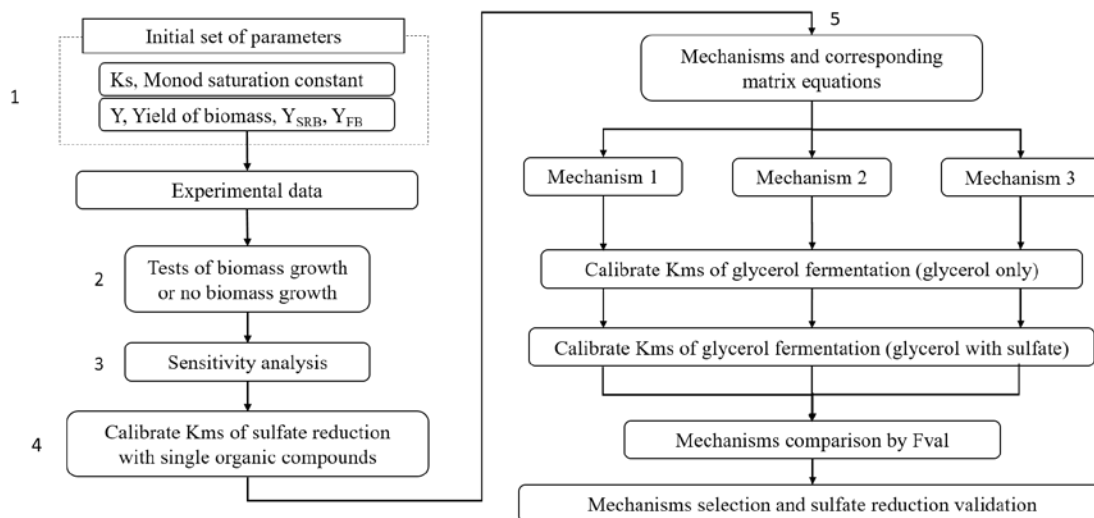 Initial set of parameters
1
Ks, Monod saturation constant
Y, Yield of biomass, YSRB, YFB
Experimental data
2
Tests of biomass growth
or no biomass growth
3
Sensitivity analysis
4
Calibrate Kms of sulfate reduction
with single organic compounds
5
Mechanisms and corresponding
matrix equations
Mechanism 1
Mechanism 2
Mechanism 3
Calibrate Kms of glycerol fermentation (glycerol only)
Calibrate Kms of glycerol fermentation (glycerol with sulfate)
Mechanisms comparison by Fval
Mechanisms selection and sulfate reduction validation